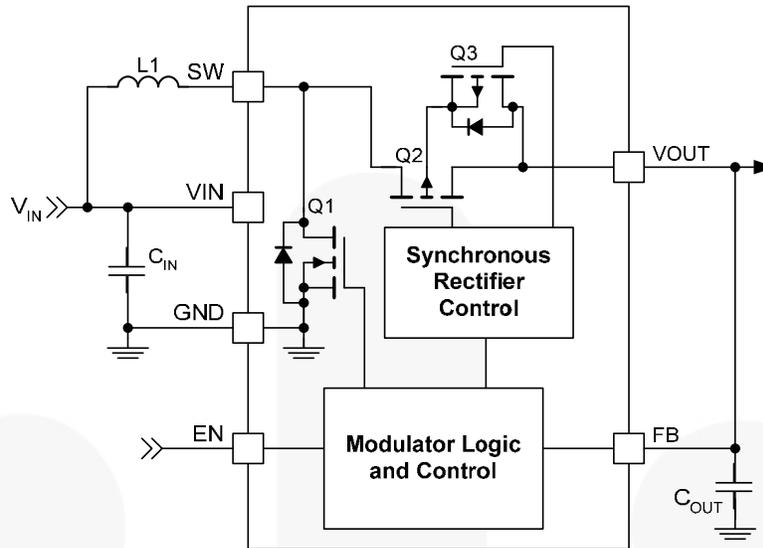 Q3
L1
SW
Q2
VOUT
VIN
VIN
Q1
CIN
Synchronous
Rectifier
Control
GND
EN
FB
Modulator Logic
and Control
COUT